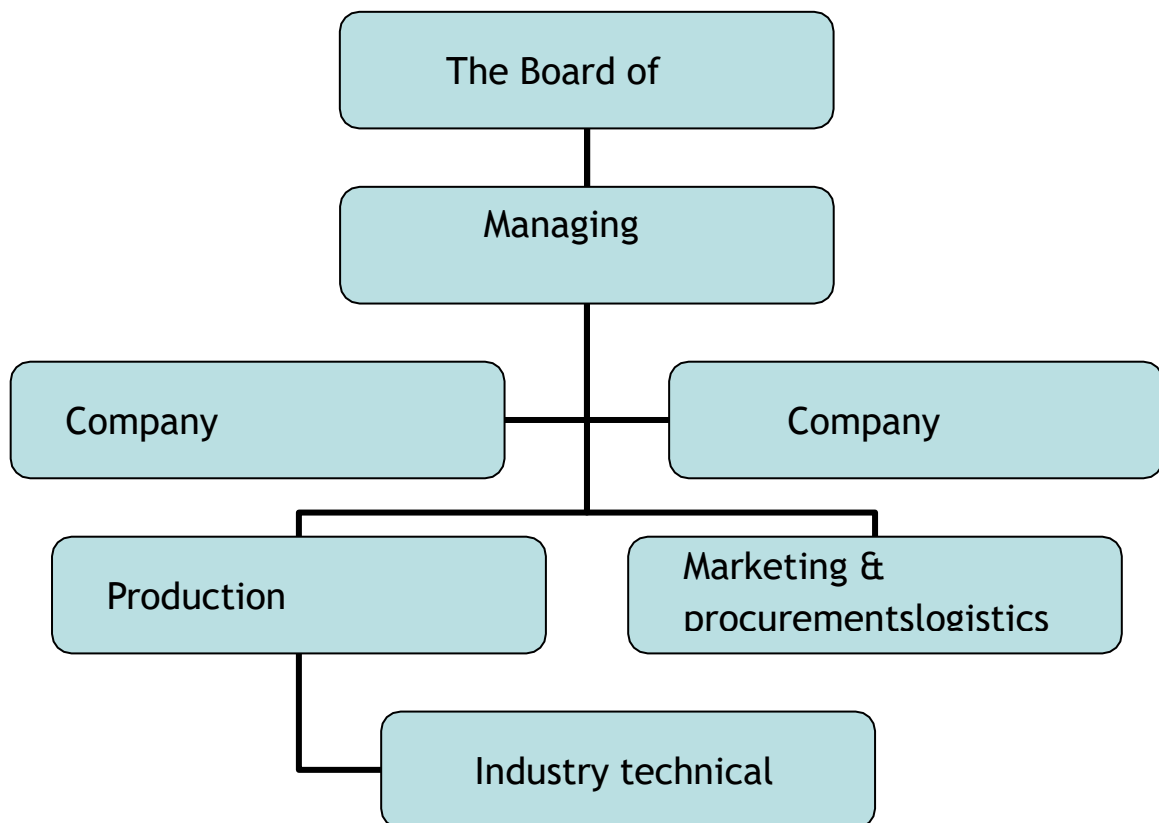 The Board of
Managing
Company
Company
Production
Marketing &
procurementslogistics
Industry technical